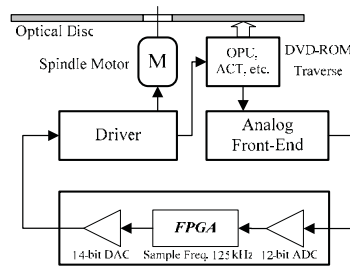 Optical Disc
Spindle Motor
M
OPU,
ACT, etc.
DVD-ROM
Traverse
Driver
Analog
Front-End
FPGA
14-bit DAC
Sample Freq. 125 kHz
12-bit ADC